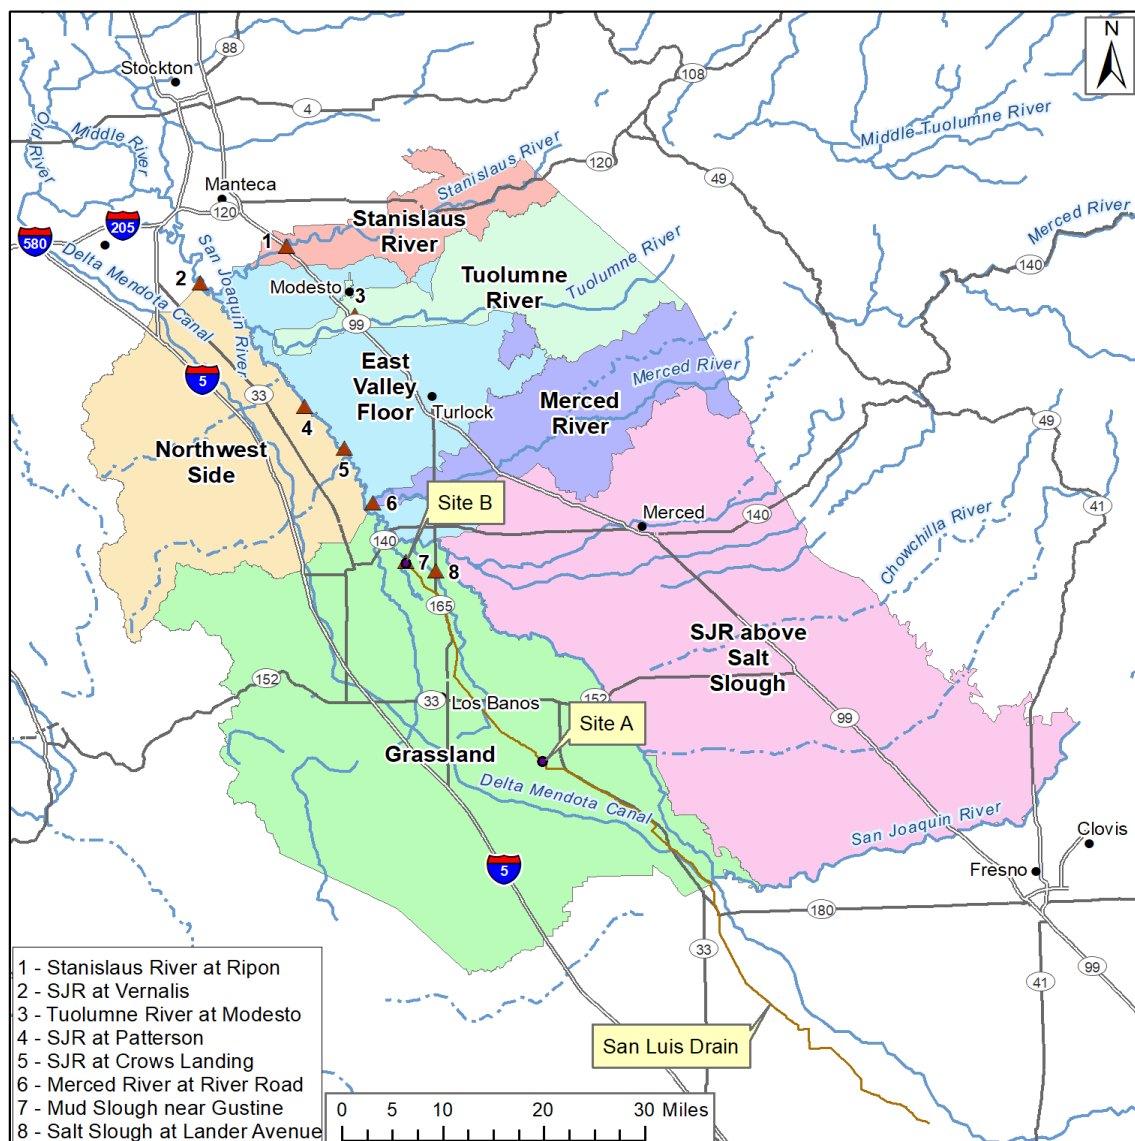 N
88
Stockton
108
4
Old River
Middle River
Middle Tuolumne River
Stanislaus River
120
49
Manteca
120
205
580
Stanislaus
River
1
Merced River
140
San Joaquin River
Delta Mendota Canal
2
Tuolumne
River
Tuolumne River
Modesto
3
99
5
33
East
Valley
Floor
Merced River
Merced
River
Turlock
4
49
Northwest
Side
5
Site B
6
41
Merced
140
Chowchilla River
140
7
8
165
SJR above
Salt
Slough
152
33
Los Banos
152
Site A
99
Grassland
Delta Mendota Canal
San Joaquin River
Clovis
5
Fresno
180
33
99
41
San Luis Drain
1 - Stanislaus River at Ripon
2 - SJR at Vernalis
3 - Tuolumne River at Modesto
4 - SJR at Patterson
5 - SJR at Crows Landing
6 - Merced River at River Road
7 - Mud Slough near Gustine
8 - Salt Slough at Lander Avenue
0 5 10 20 30 Miles